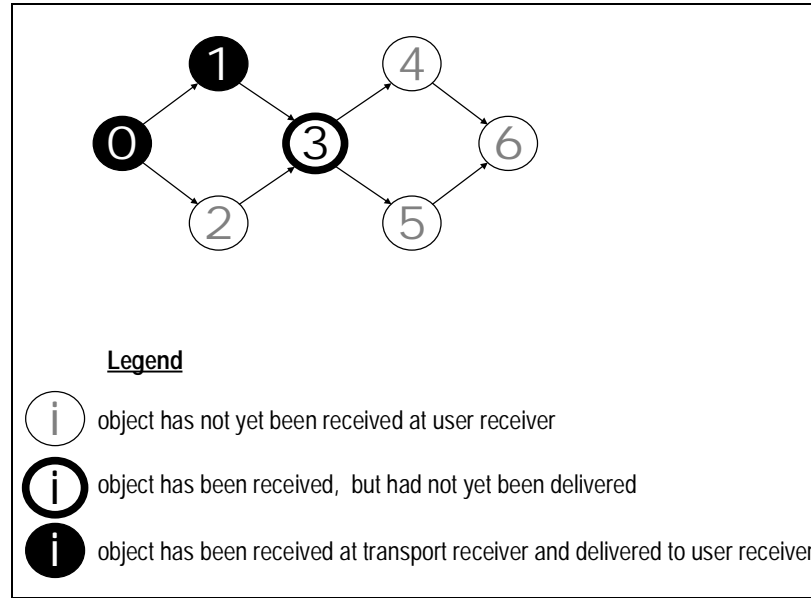 1
4
0
3
6
2
5
Legend
i object has not yet been received at user receiver
i object has been received, but had not yet been delivered
i object has been received at transport receiver and delivered to user receiver